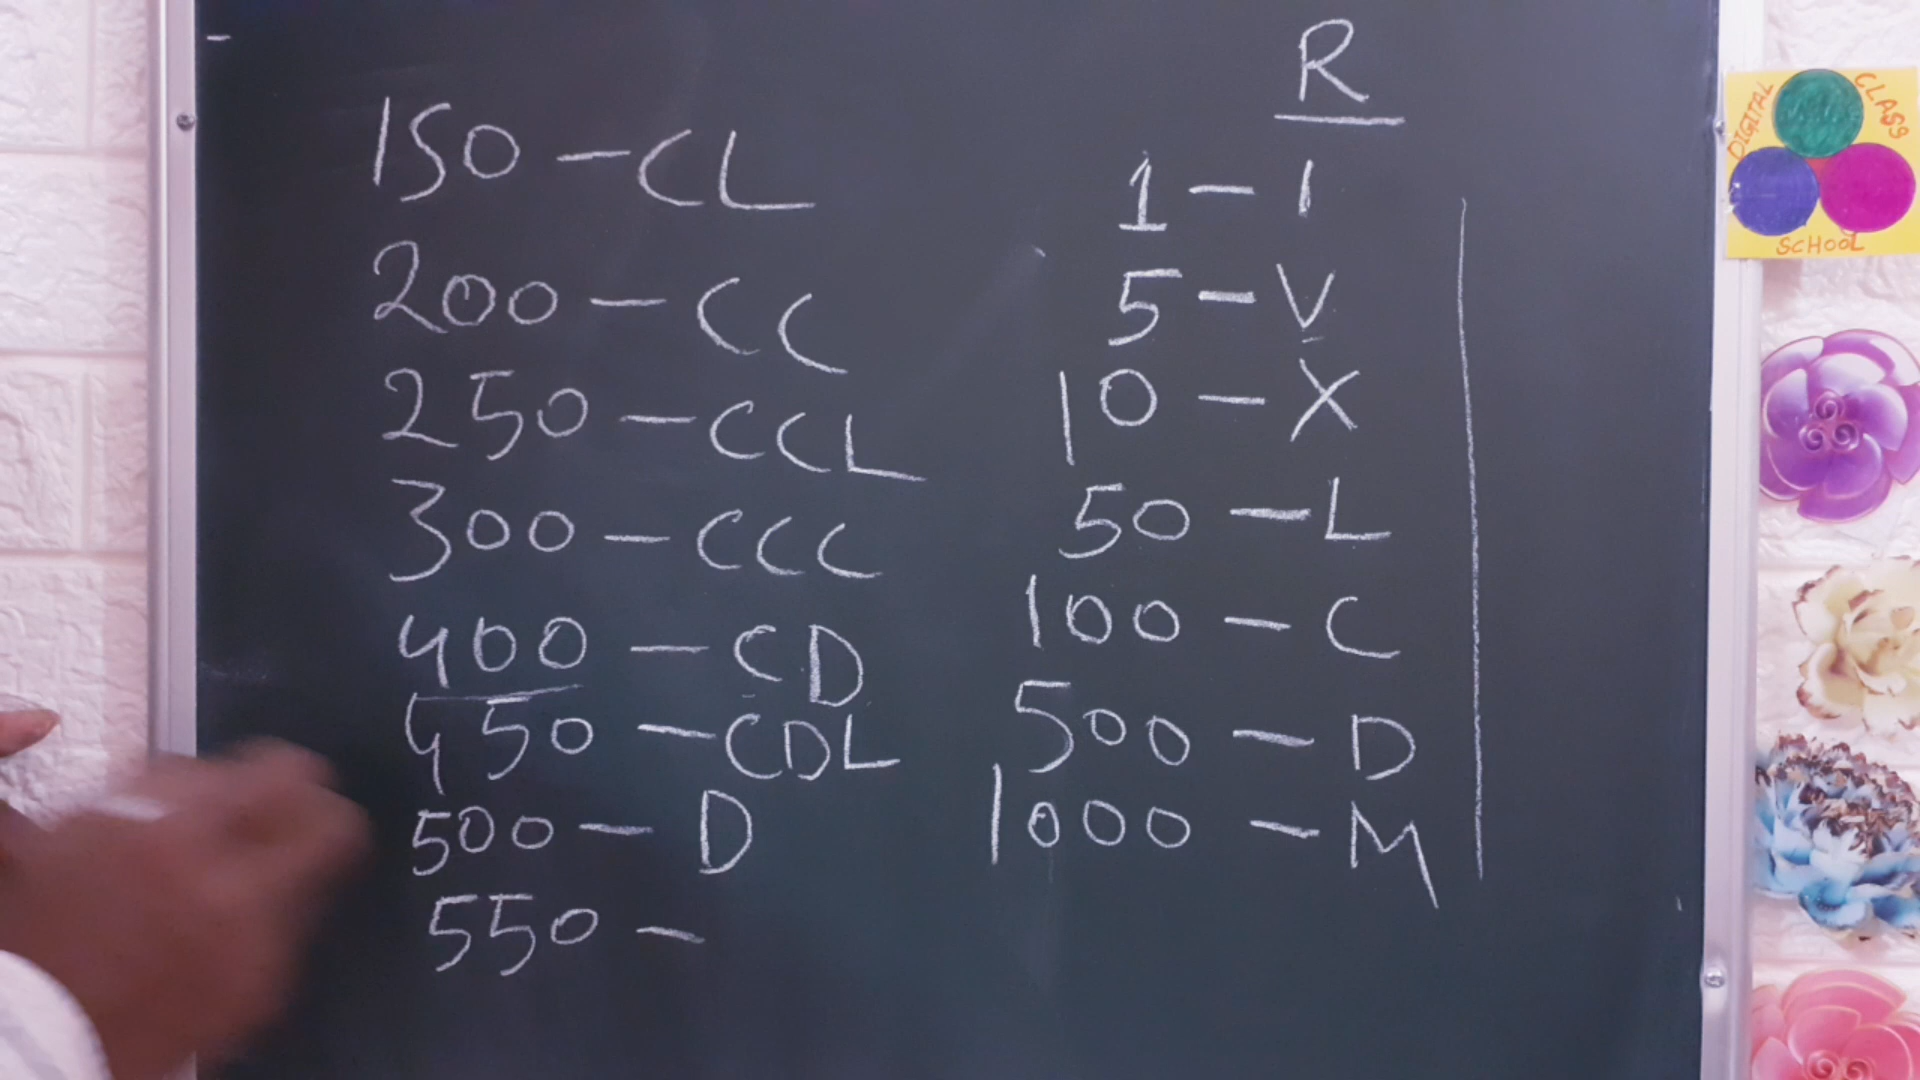 150 - CL
200 - CC
250 - CCL
300 - CCC
400 - CD
450 - CDL
500 - D
550 -
R
1 - I
5 - V
10 - X
50 - L
100 - C
500 - D
1000 - M
DIGITAL CLASS
SCHOOL